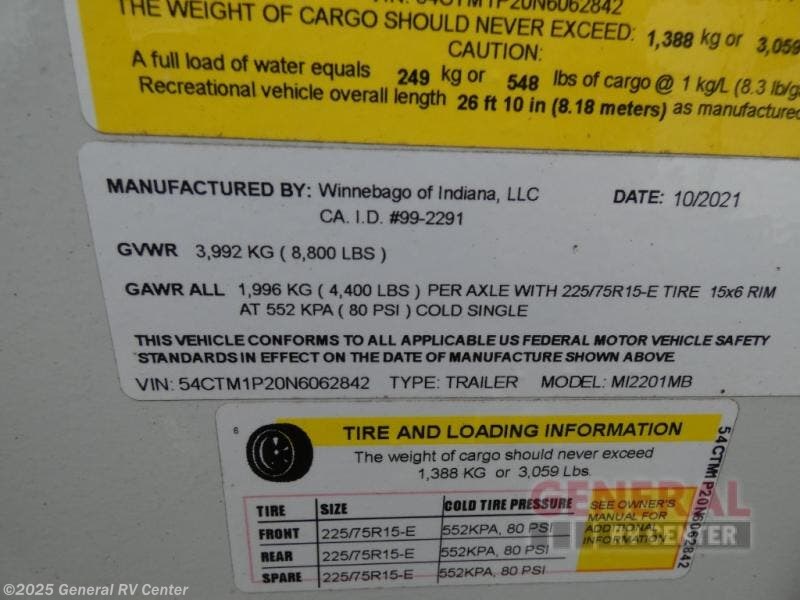 VIN: 54CTM1P20N6062842
THE WEIGHT OF CARGO SHOULD NEVER EXCEED: 1,388 kg or 3,059
CAUTION:
A full load of water equals 249 kg or 548 lbs of cargo @ 1 kg/L (8.3 lb/ga
Recreational vehicle overall length 26 ft 10 in (8.18 meters) as manufactured
MANUFACTURED BY: Winnebago of Indiana, LLC DATE: 10/2021
CA. I.D. #99-2291
GVWR 3,992 KG ( 8,800 LBS )
GAWR ALL 1,996 KG ( 4,400 LBS ) PER AXLE WITH 225/75R15-E TIRE 15x6 RIM
AT 552 KPA ( 80 PSI ) COLD SINGLE
THIS VEHICLE CONFORMS TO ALL APPLICABLE US FEDERAL MOTOR VEHICLE SAFETY
STANDARDS IN EFFECT ON THE DATE OF MANUFACTURE SHOWN ABOVE
VIN: 54CTM1P20N6062842 TYPE: TRAILER MODEL: MI2201MB
6
TIRE AND LOADING INFORMATION
The weight of cargo should never exceed
1,388 KG or 3,059 Lbs.
TIRE SIZE COLD TIRE PRESSURE
FRONT 225/75R15-E 552KPA, 80 PSI
REAR 225/75R15-E 552KPA, 80 PSI
SPARE 225/75R15-E 552KPA, 80 PSI
SEE OWNER'S
MANUAL FOR
ADDITIONAL
INFORMATION
54CTM1P20N6062842
GENERAL
RV CENTER
©2025 General RV Center